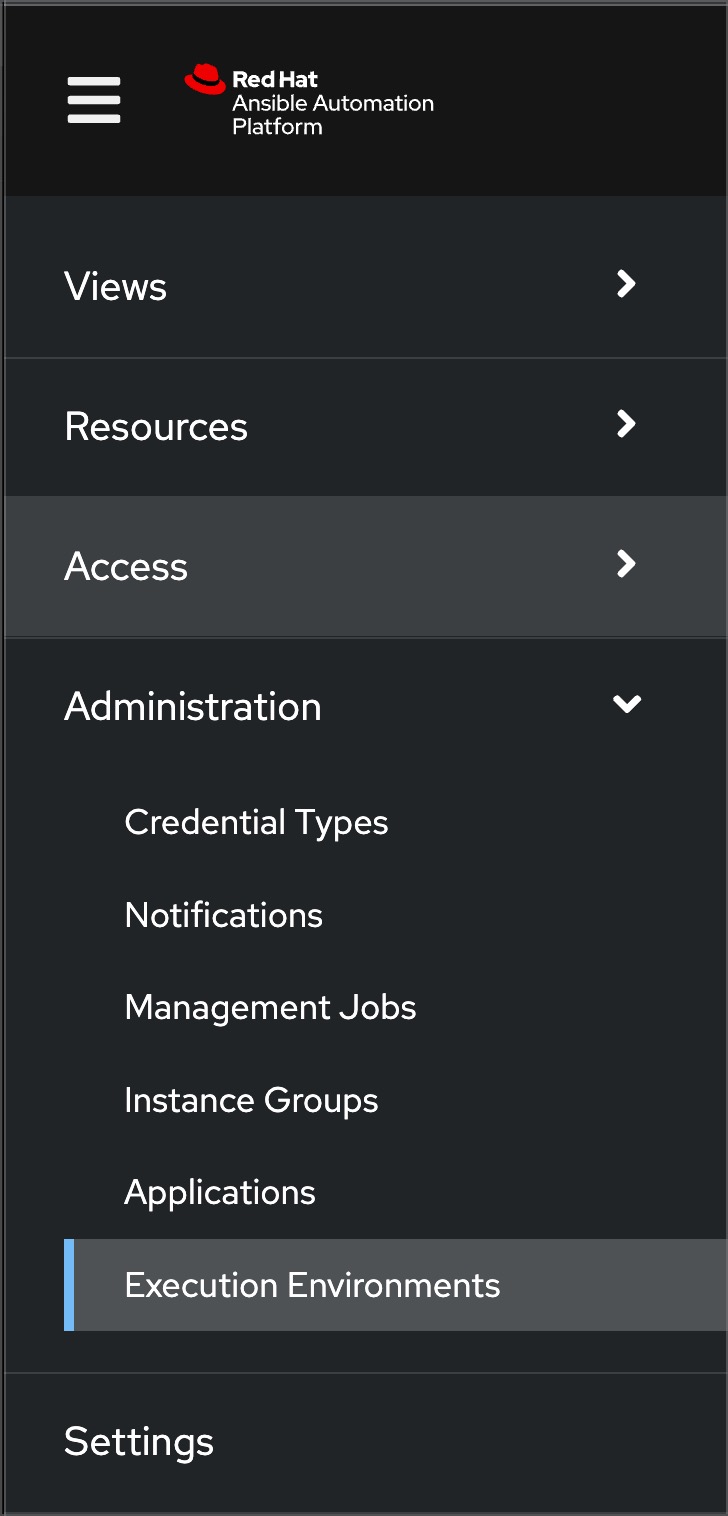 Red Hat
Ansible Automation
Platform
Views
Resources
Access
Administration
Credential Types
Notifications
Management Jobs
Instance Groups
Applications
Execution Environments
Settings